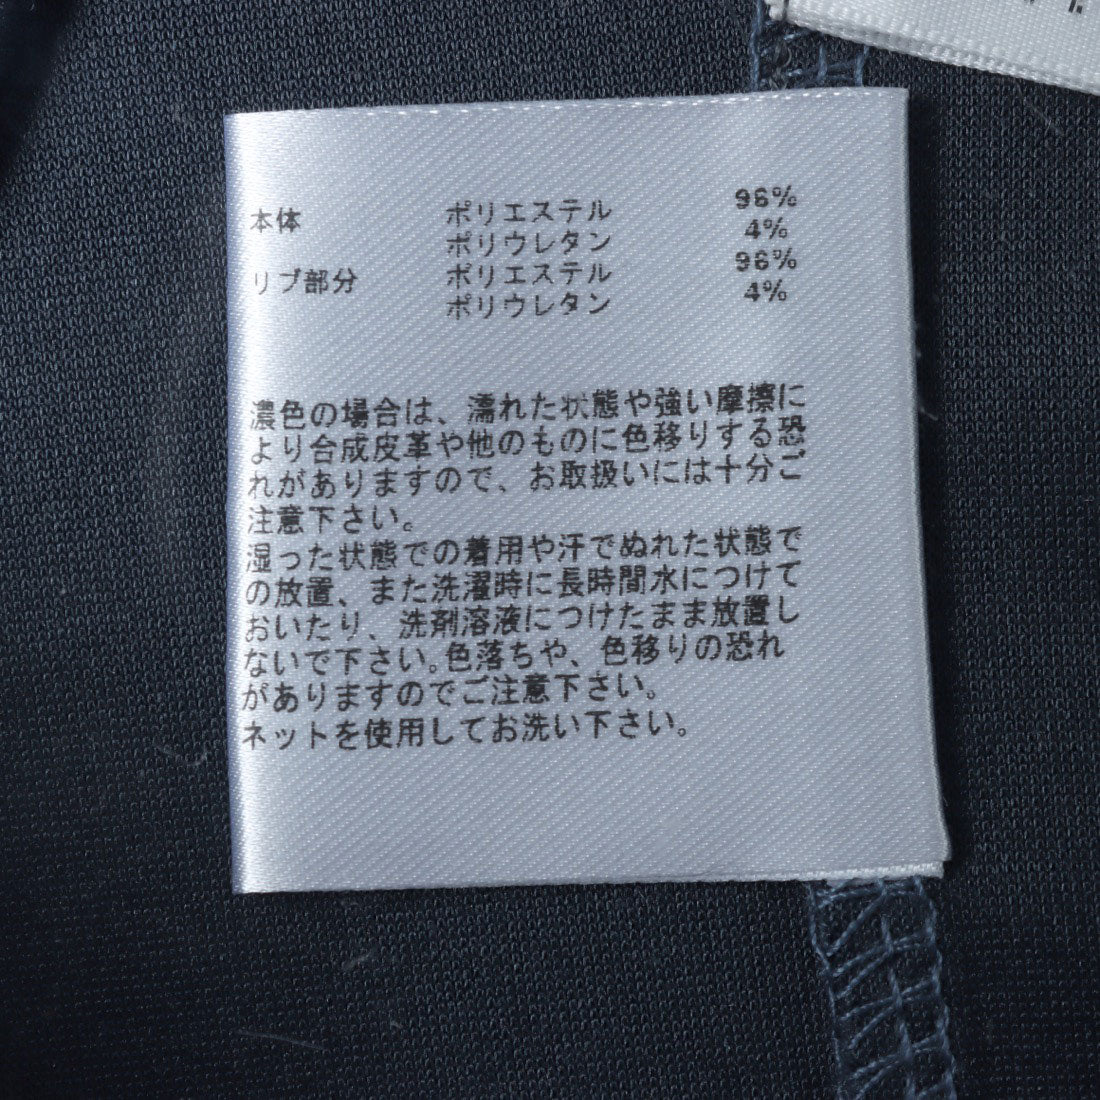 本体 ポリエステル 96%
ポリウレタン 4%
リブ部分 ポリエステル 96%
ポリウレタン 4%
濃色の場合は、濡れた状態や強い摩擦に
より合成皮革や他のものに色移りする恐
れがありますので、お取扱いには十分ご
注意下さい。
湿った状態での着用や汗でぬれた状態で
の放置、また洗濯時に長時間水につけて
おいたり、洗剤溶液につけたまま放置し
ないで下さい。色落ちや、色移りの恐れ
がありますのでご注意下さい。
ネットを使用してお洗い下さい。